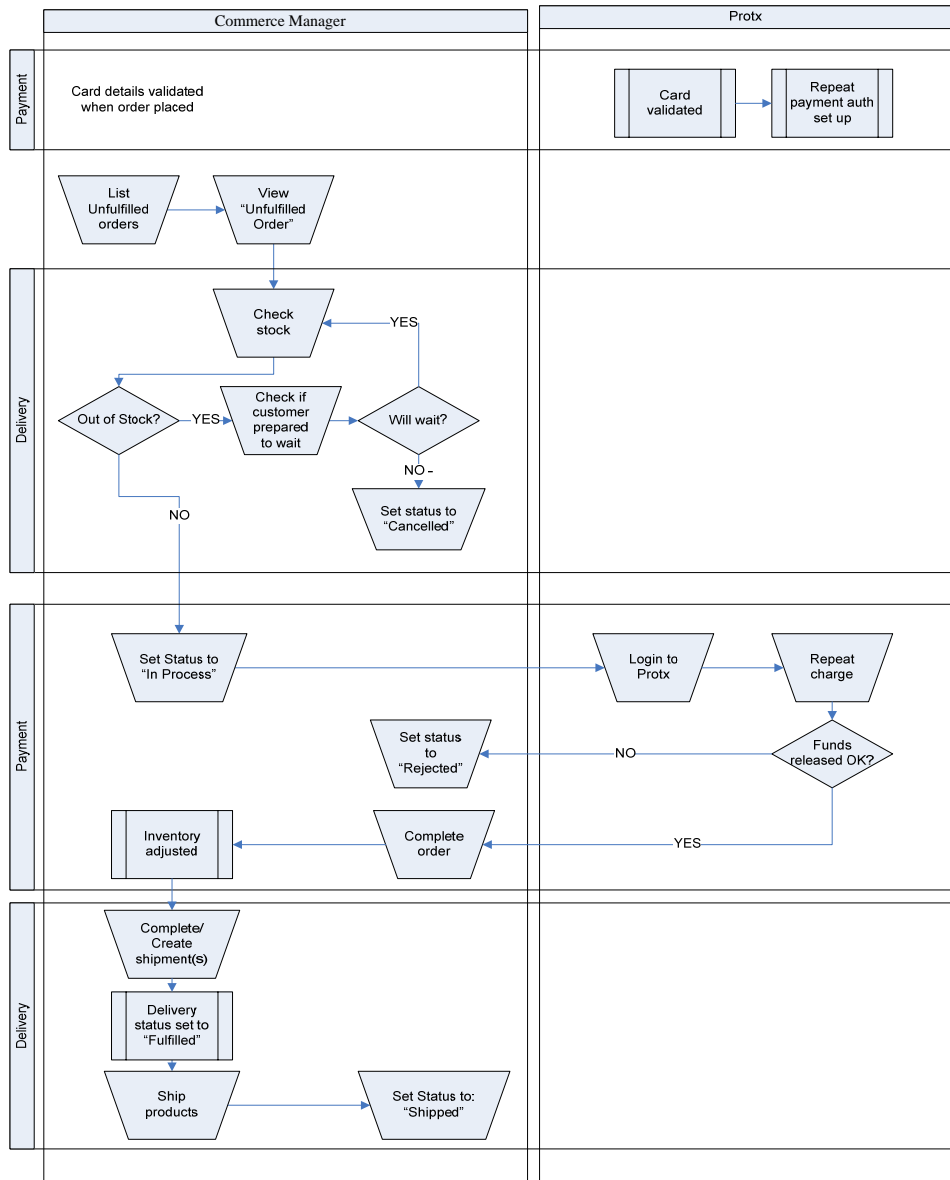 Commerce Manager
Protx
Payment
Card details validated
when order placed
Card
validated
Repeat
payment auth
set up
List
Unfulfilled
orders
View
“Unfulfilled
Order”
Delivery
Check
stock
YES
Out of Stock?
YES
Check if
customer
prepared
to wait
Will wait?
NO -
Set status to
“Cancelled”
NO
Payment
Set Status to
“In Process”
Login to
Protx
Repeat
charge
Set status
to
“Rejected”
NO
Funds
released OK?
Inventory
adjusted
Complete
order
YES
Delivery
Complete/
Create
shipment(s)
Delivery
status set to
“Fulfilled”
Ship
products
Set Status to:
“Shipped”